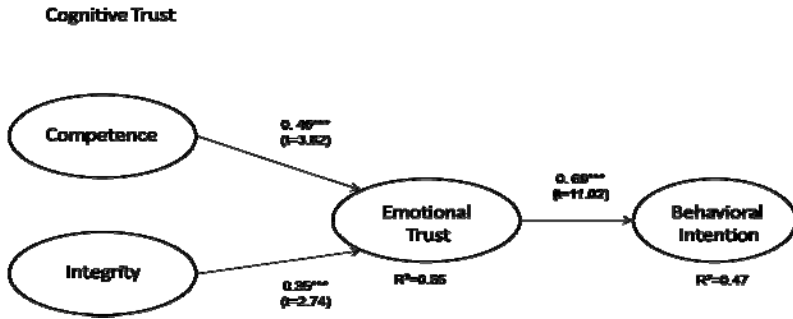 Cognitive Trust
Competence
0.46***
(t=3.82)
Emotional
Trust
R²=0.55
0.69***
(t=11.02)
Behavioral
Intention
R²=0.47
Integrity
0.35***
(t=2.74)